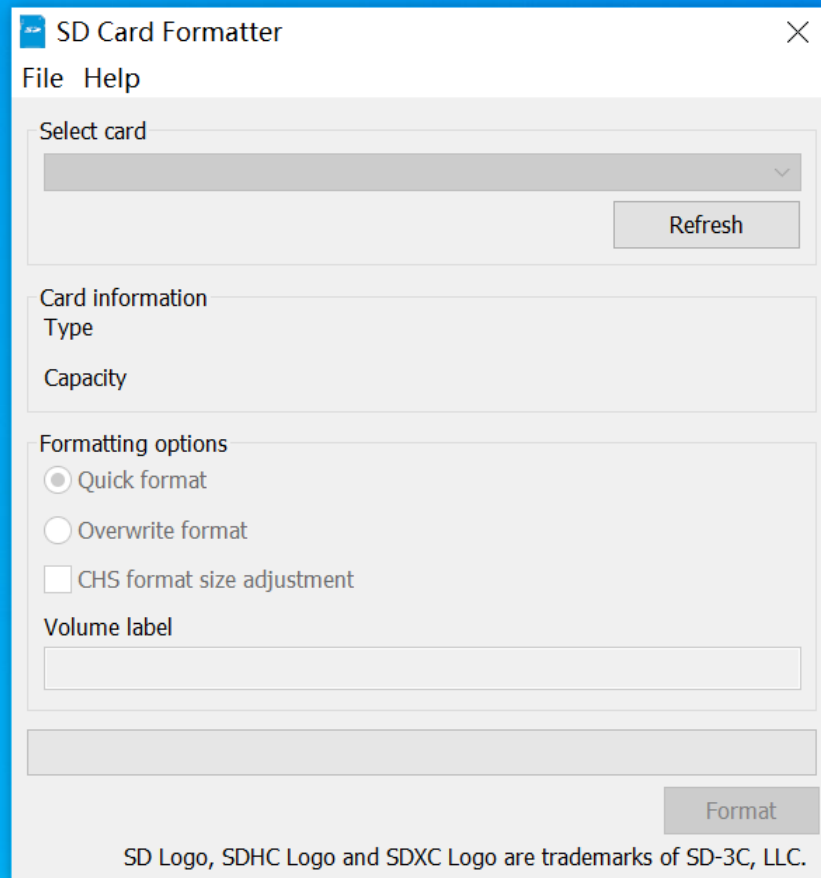 SD Card Formatter
File Help
Select card
Refresh
Card information
Type
Capacity
Formatting options
Quick format
Overwrite format
CHS format size adjustment
Volume label
Format
SD Logo, SDHC Logo and SDXC Logo are trademarks of SD-3C, LLC.